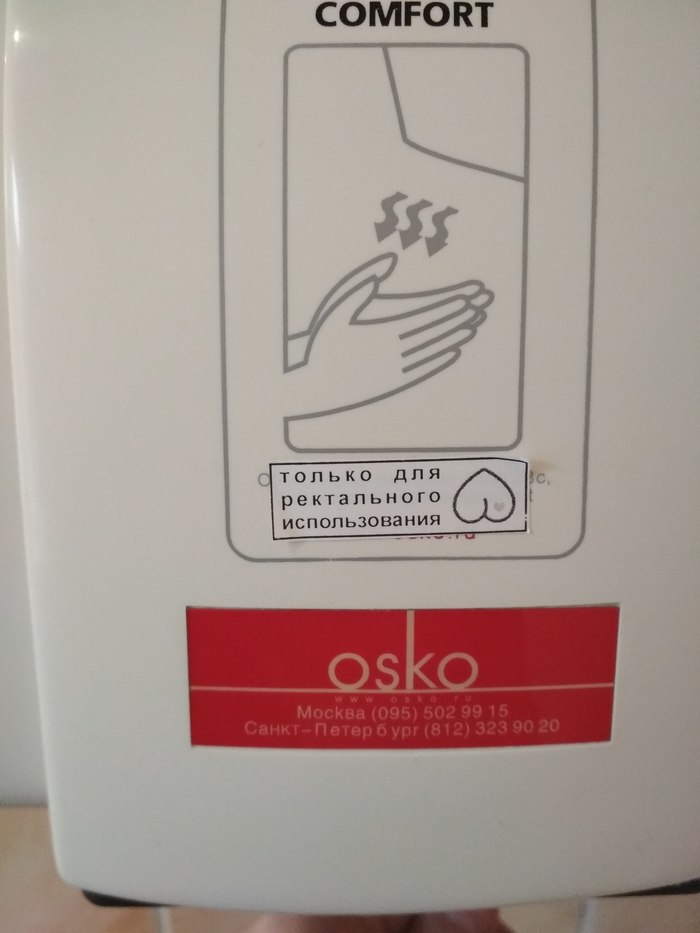 COMFORT
только для
ректального
использования
osko
www.osko.ru
Москва (095) 502 99 15
Санкт-Петербург (812) 323 90 20